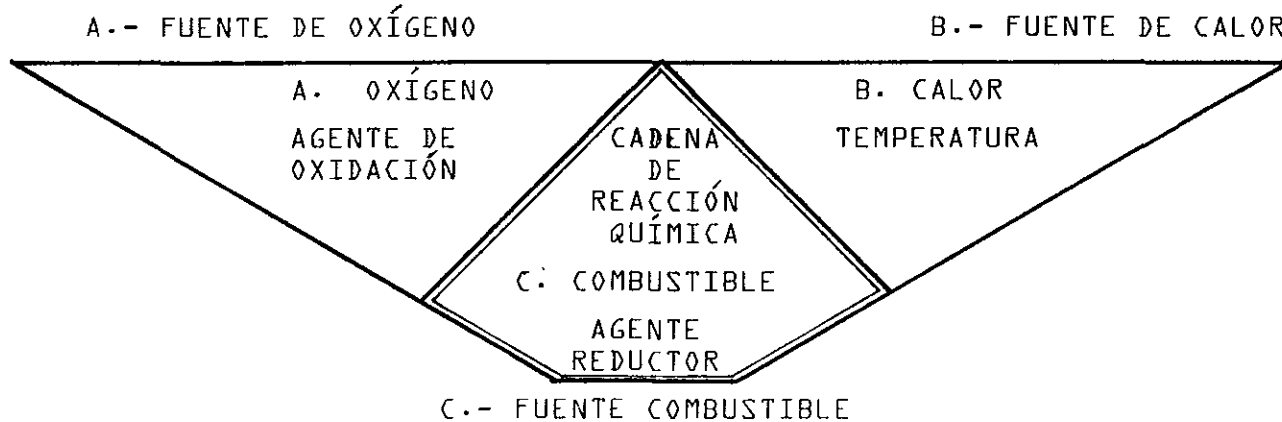 A.- FUENTE DE OXÍGENO
B.- FUENTE DE CALOR
A. OXÍGENO
AGENTE DE
OXIDACIÓN
CADENA
DE
REACCIÓN
QUÍMICA
B. CALOR
TEMPERATURA
C. COMBUSTIBLE
AGENTE
REDUCTOR
C.- FUENTE COMBUSTIBLE